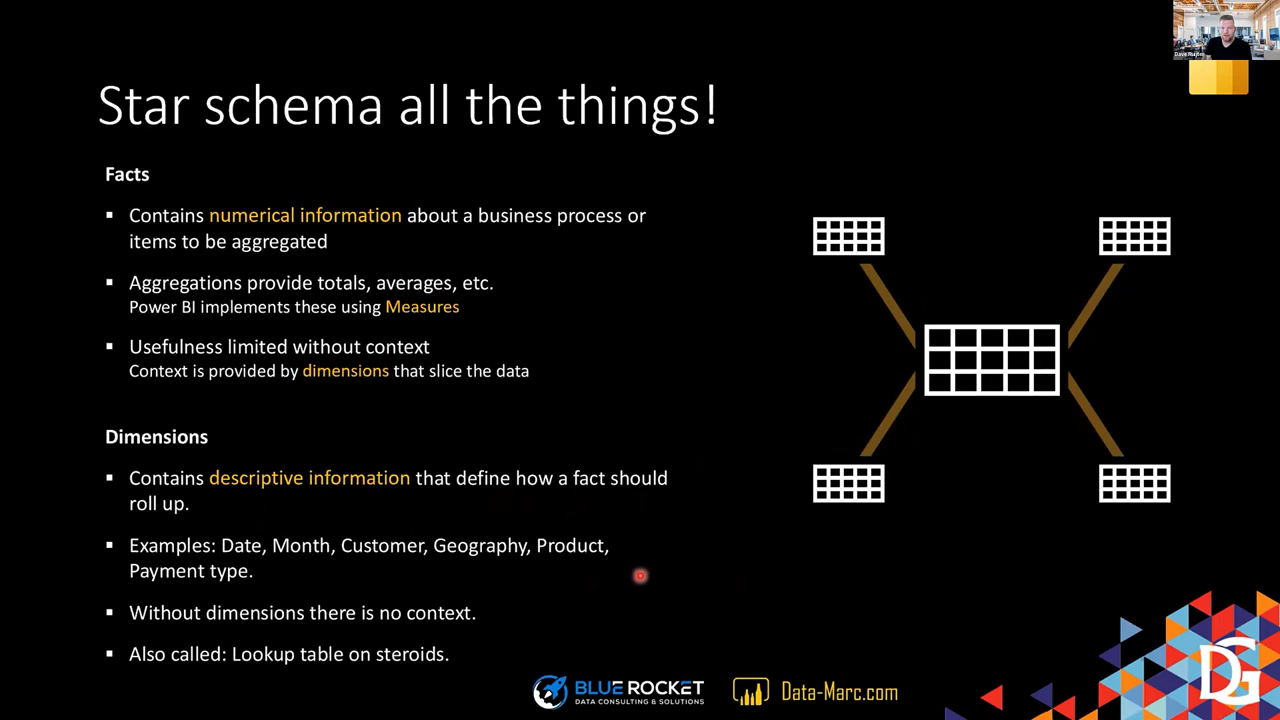 Dave Ruijter
Star schema all the things!
Facts
▪ Contains numerical information about a business process or
items to be aggregated
▪ Aggregations provide totals, averages, etc.
Power BI implements these using Measures
▪ Usefulness limited without context
Context is provided by dimensions that slice the data
Dimensions
▪ Contains descriptive information that define how a fact should
roll up.
▪ Examples: Date, Month, Customer, Geography, Product,
Payment type.
▪ Without dimensions there is no context.
▪ Also called: Lookup table on steroids.
BLUE ROCKET
DATA CONSULTING & SOLUTIONS
Data-Marc.com
DG